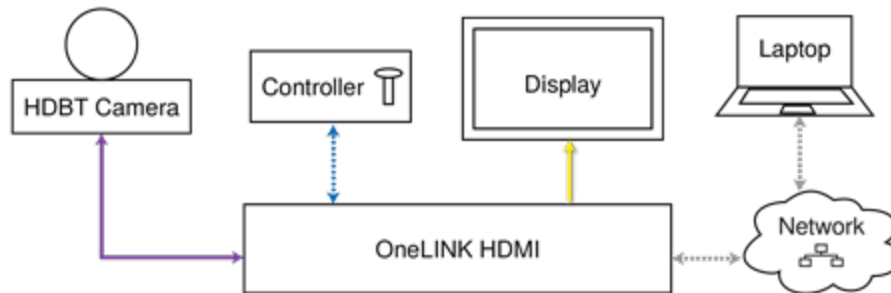 HDBT Camera
Controller
Display
Laptop
OneLINK HDMI
Network